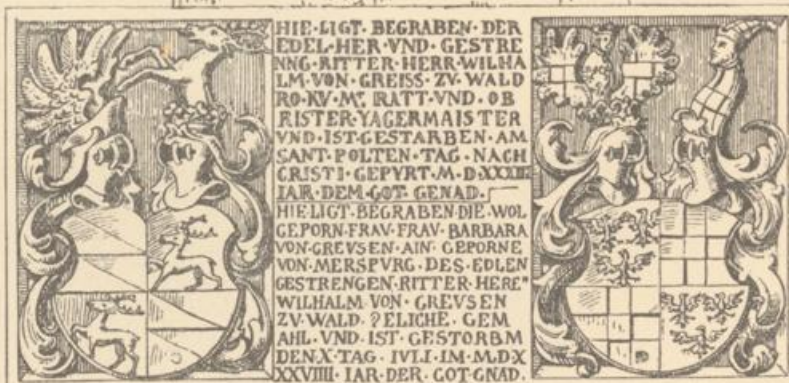 HIE·LIGT·BEGRABEN·DER
EDEL·HER·VND·GESTRE
NNG·RITTER·HERR·WILHA
LM·VON·GREISS·ZV·WALD
RO·KV·Mᵗ·RATT·VND·OB
RISTER·YAGERMAISTER
VND·IST·GESTARBEN·AM
SANT·POLTEN·TAG·NACH
CRISTI·GEPVRT·M·D·XXXIII
IAR·DEM·GOT·GENAD·
HIE·LIGT·BEGRABEN·DIE·WOL
GEPORN·FRAV·FRAV·BARBARA
VON·GREVSEN·AIN·GEPORNE
VON·MERSPVRG·DES·EDLEN
GESTRENGEN·RITTER·HERE"
WILHALM·VON·GREVSEN
ZV·WALD·?ELICHE·GEM
AHL·VND·IST·GESTORBM
DEN·X·TAG·IVLI·IM·M·D·X
XXVIIII·IAR·DER·GOT·GNAD·